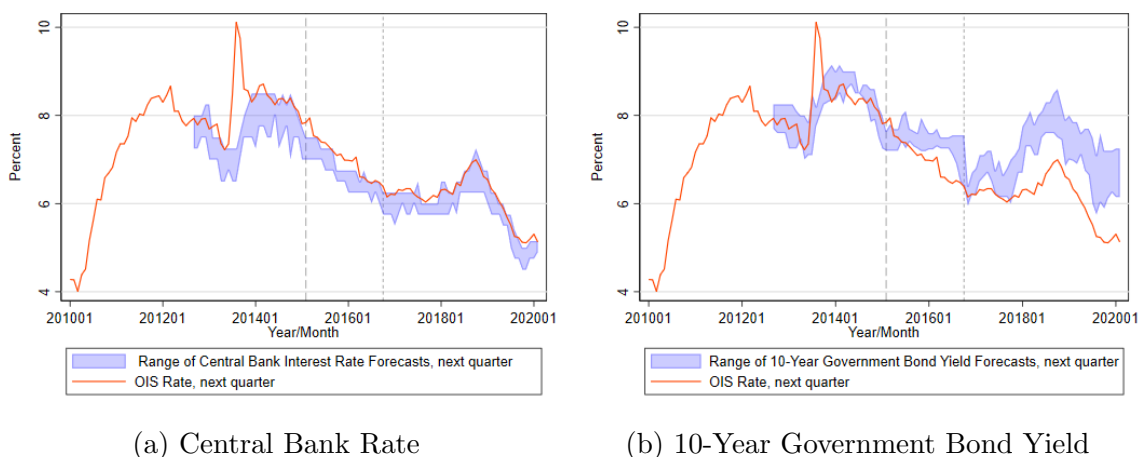 10
8
6
4
Percent
201001 201201 201401 201601 201801 202001
Year/Month
Range of Central Bank Interest Rate Forecasts, next quarter
OIS Rate, next quarter
(a) Central Bank Rate
10
8
6
4
Percent
201001 201201 201401 201601 201801 202001
Year/Month
Range of 10-Year Government Bond Yield Forecasts, next quarter
OIS Rate, next quarter
(b) 10-Year Government Bond Yield